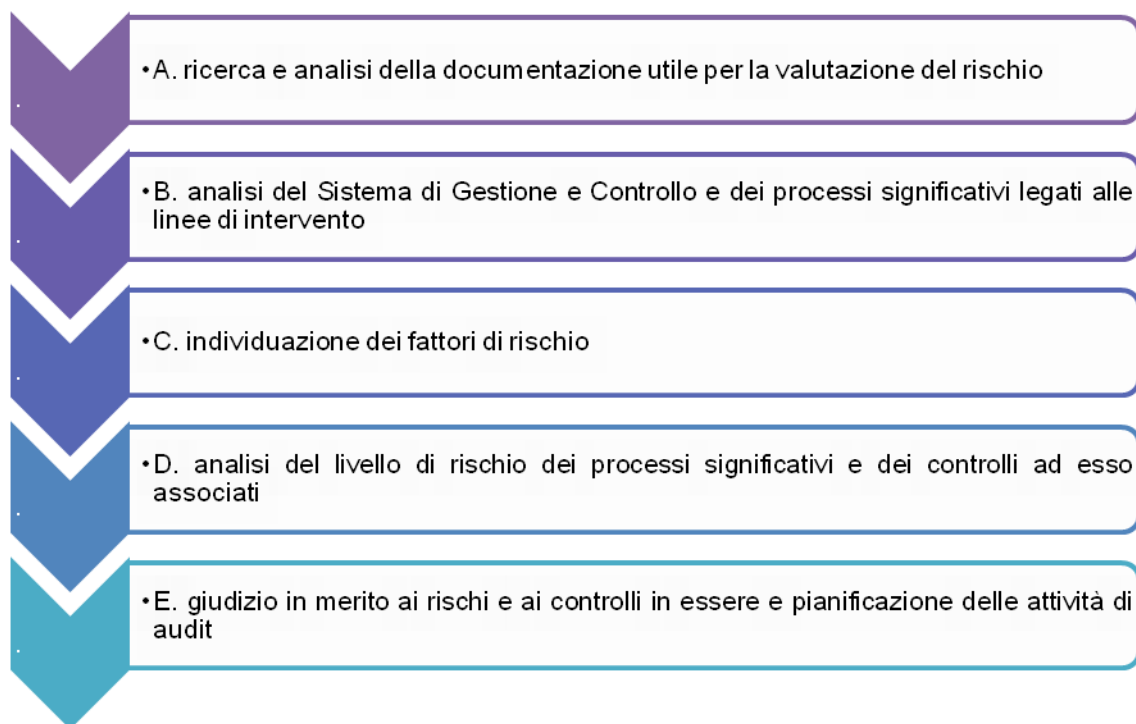 •A. ricerca e analisi della documentazione utile per la valutazione del rischio
•B. analisi del Sistema di Gestione e Controllo e dei processi significativi legati alle
linee di intervento
•C. individuazione dei fattori di rischio
•D. analisi del livello di rischio dei processi significativi e dei controlli ad esso
associati
•E. giudizio in merito ai rischi e ai controlli in essere e pianificazione delle attività di
audit